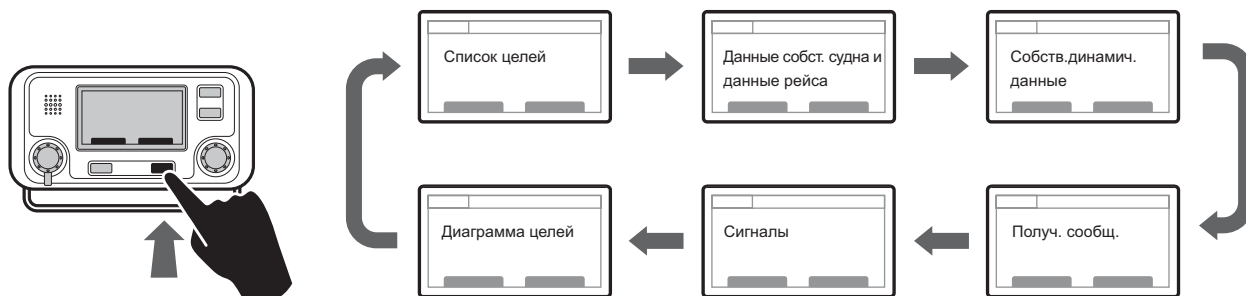 Список целей
Данные собст. судна и
данные рейса
Собств.динамич.
данные
Диаграмма целей
Сигналы
Получ. сообщ.